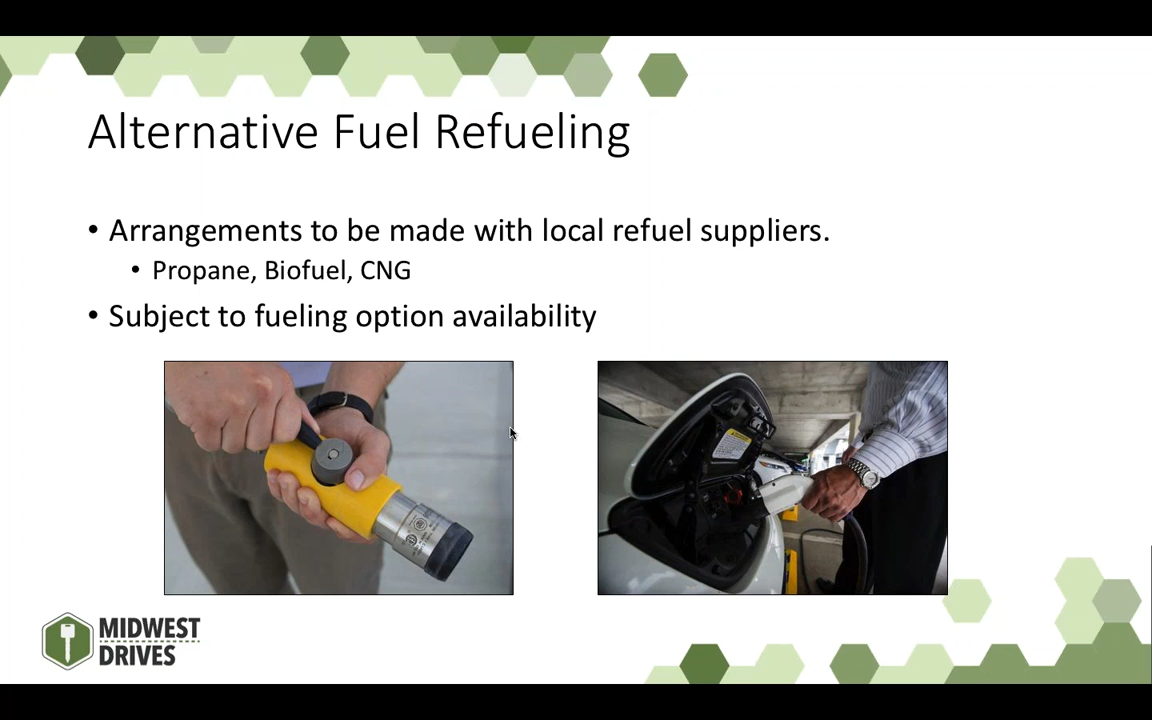 Alternative Fuel Refueling
• Arrangements to be made with local refuel suppliers.
• Propane, Biofuel, CNG
• Subject to fueling option availability
MIDWEST
DRIVES